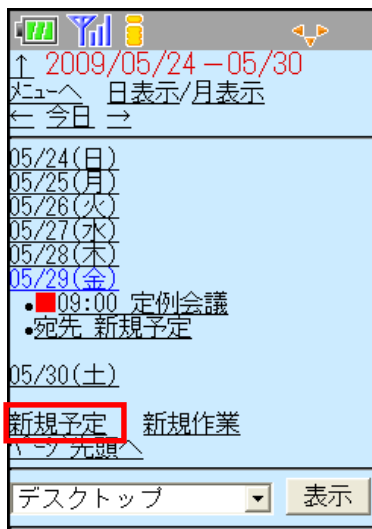 ↑ 2009/05/24－05/30
ﾒﾆｭｰへ 日表示/月表示
← 今日 →
05/24(日)
05/25(月)
05/26(火)
05/27(水)
05/28(木)
05/29(金)
•■09:00 定例会議
•宛先 新規予定
05/30(土)
新規予定 新規作業
ﾍﾟｰｼﾞ先頭へ
デスクトップ 表示